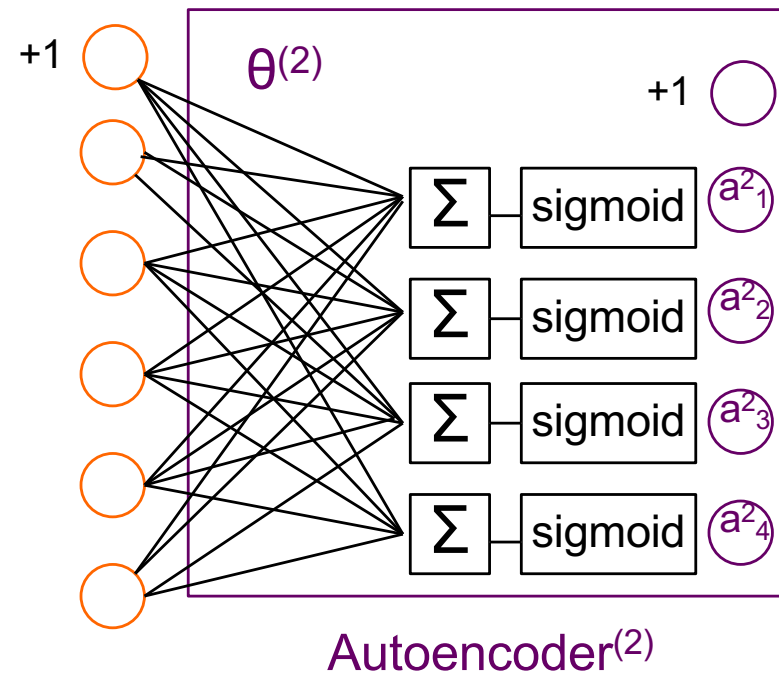 +1
θ(2)
+1
Σ sigmoid a²₁
Σ sigmoid a²₂
Σ sigmoid a²₃
Σ sigmoid a²₄
Autoencoder(2)